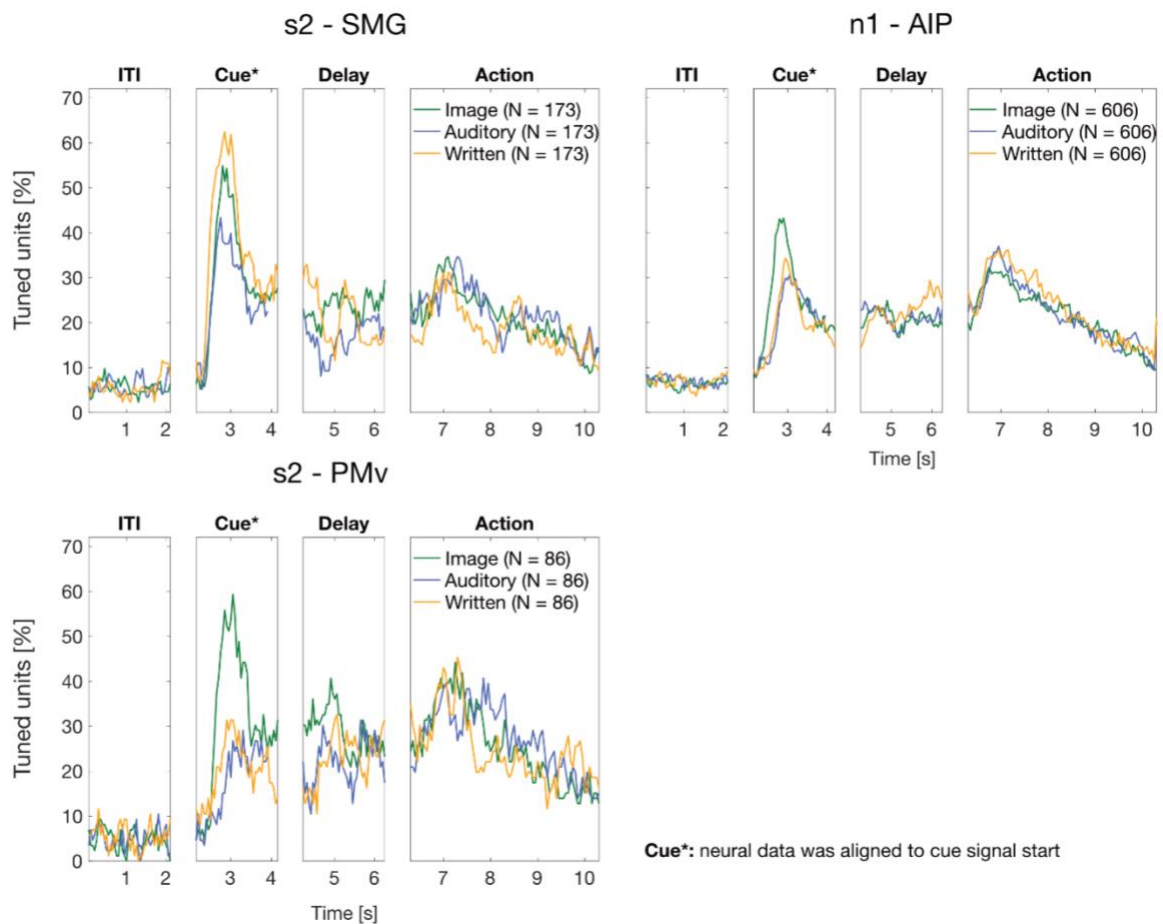 s2 - SMG
ITI Cue* Delay Action
70
60
50
40
30
20
10
0
Tuned units [%]
Image (N = 173)
Auditory (N = 173)
Written (N = 173)
1 2 3 4 5 6 7 8 9 10
n1 - AIP
ITI Cue* Delay Action
Image (N = 606)
Auditory (N = 606)
Written (N = 606)
1 2 3 4 5 6 7 8 9 10
Time [s]
s2 - PMv
ITI Cue* Delay Action
70
60
50
40
30
20
10
0
Tuned units [%]
Image (N = 86)
Auditory (N = 86)
Written (N = 86)
1 2 3 4 5 6 7 8 9 10
Time [s]
Cue*: neural data was aligned to cue signal start